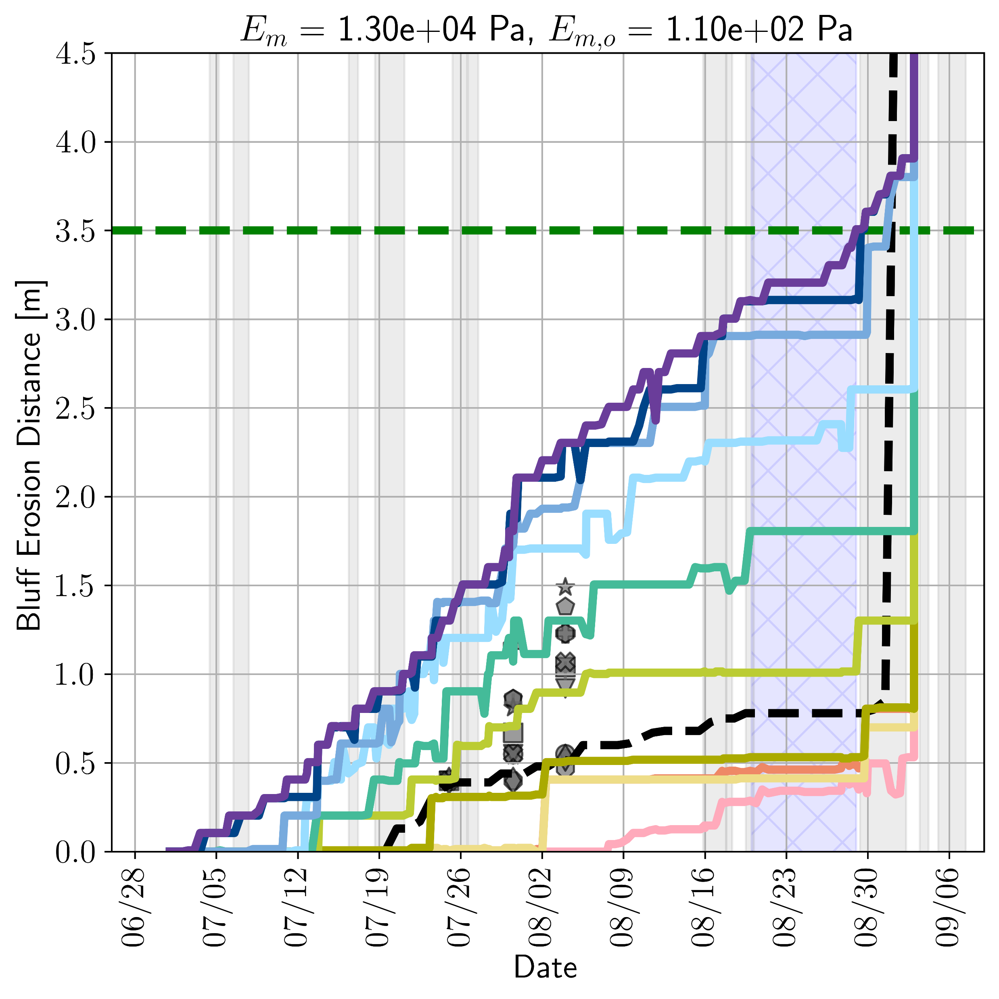 E_m = 1.30e+04 Pa, E_{m,o} = 1.10e+02 Pa
Bluff Erosion Distance [m]
4.5
4.0
3.5
3.0
2.5
2.0
1.5
1.0
0.5
0.0
06/28 07/05 07/12 07/19 07/26 08/02 08/09 08/16 08/23 08/30 09/06
Date